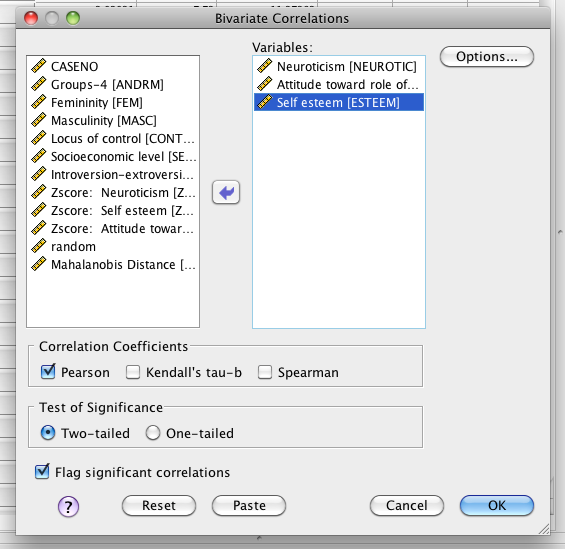 Bivariate Correlations
CASENO
Groups-4 [ANDRM]
Femininity [FEM]
Masculinity [MASC]
Locus of control [CONT...
Socioeconomic level [SE...
Introversion-extroversi...
Zscore: Neuroticism [Z...
Zscore: Self esteem [Z...
Zscore: Attitude towar...
random
Mahalanobis Distance [...
Variables:
Neuroticism [NEUROTIC]
Attitude toward role of...
Self esteem [ESTEEM]
Options...
Correlation Coefficients
Pearson Kendall's tau-b Spearman
Test of Significance
Two-tailed One-tailed
Flag significant correlations
? Reset Paste Cancel OK